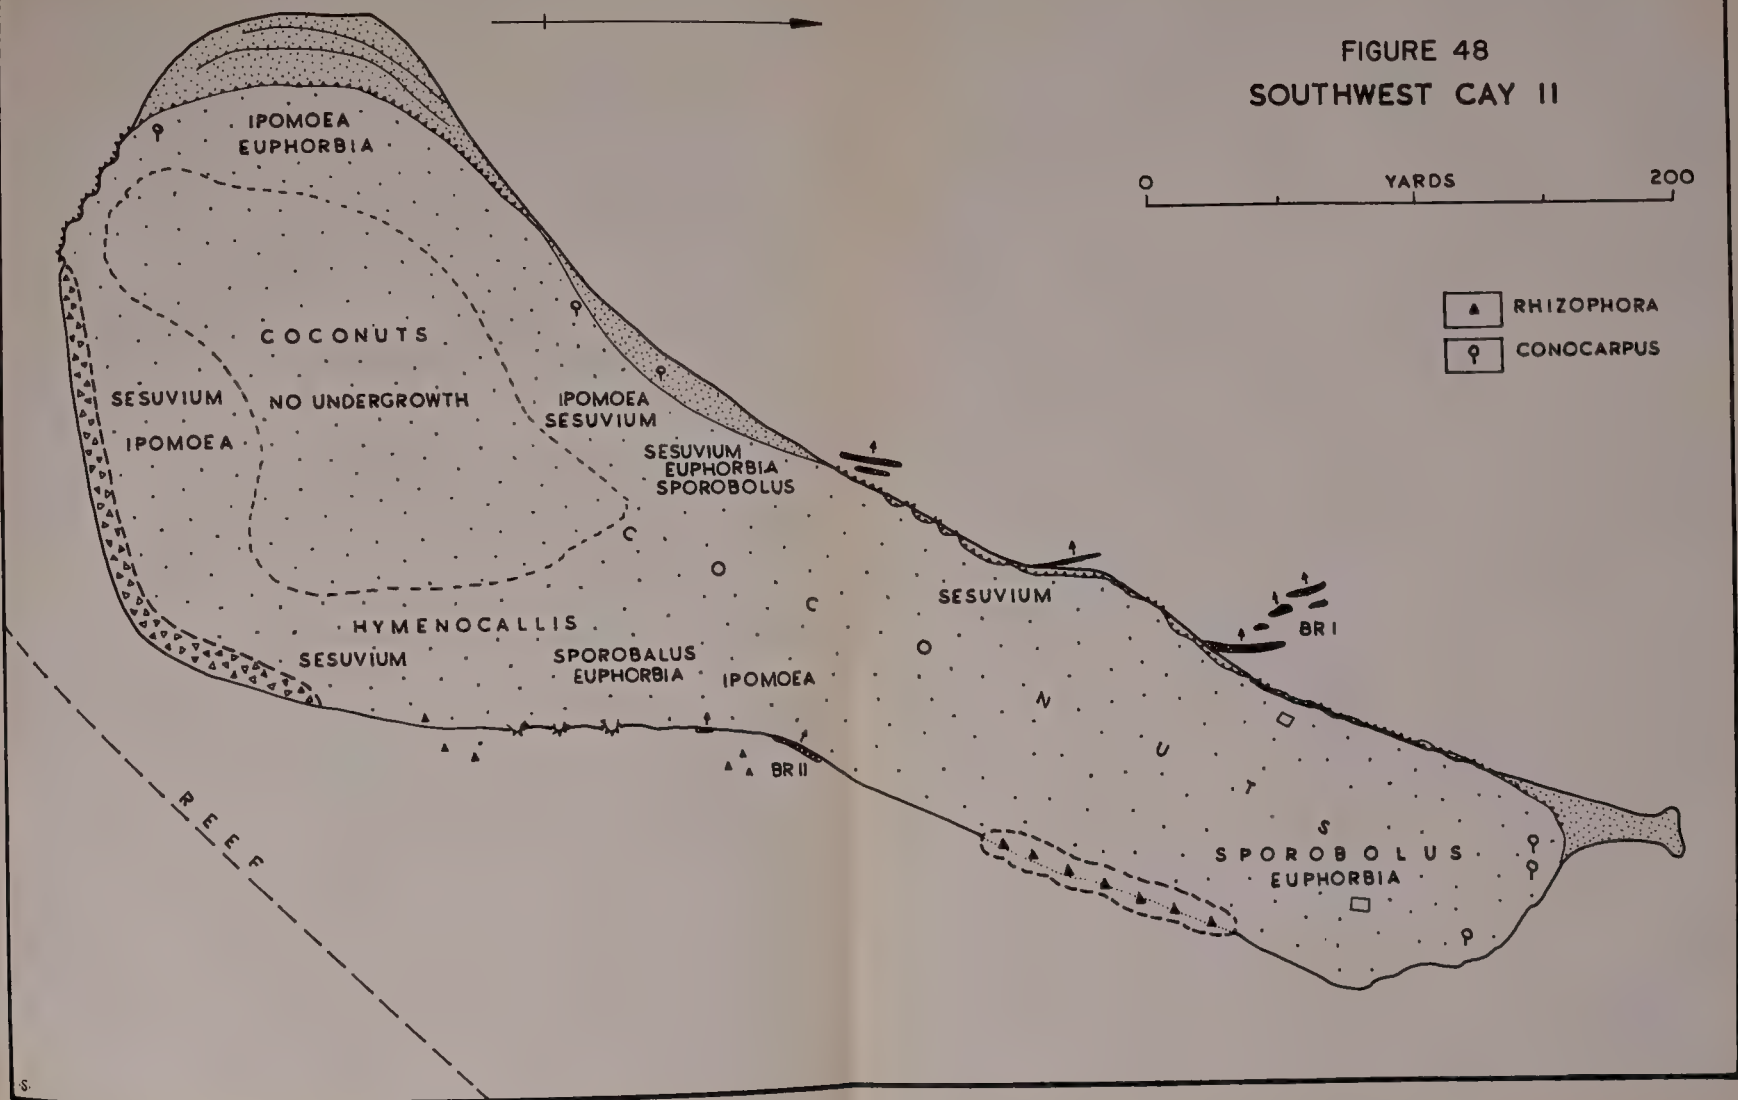 FIGURE 48
SOUTHWEST CAY II
0 YARDS 200
RHIZOPHORA
CONOCARPUS
IPOMOEA
EUPHORBIA
COCONUTS
NO UNDERGROWTH
SESUVIUM
IPOMOEA
IPOMOEA
SESUVIUM
SESUVIUM
EUPHORBIA
SPOROBOLUS
COCONUTS
SESUVIUM
BR I
HYMENOCALLIS
SESUVIUM
SPOROBALUS
EUPHORBIA
IPOMOEA
BR II
SPOROBOLUS
EUPHORBIA
REEF
.S.